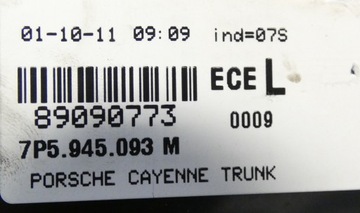 01-10-11 09:09 ind=07S
ECE L
89090773 0009
7P5.945.093 M
PORSCHE CAYENNE TRUNK